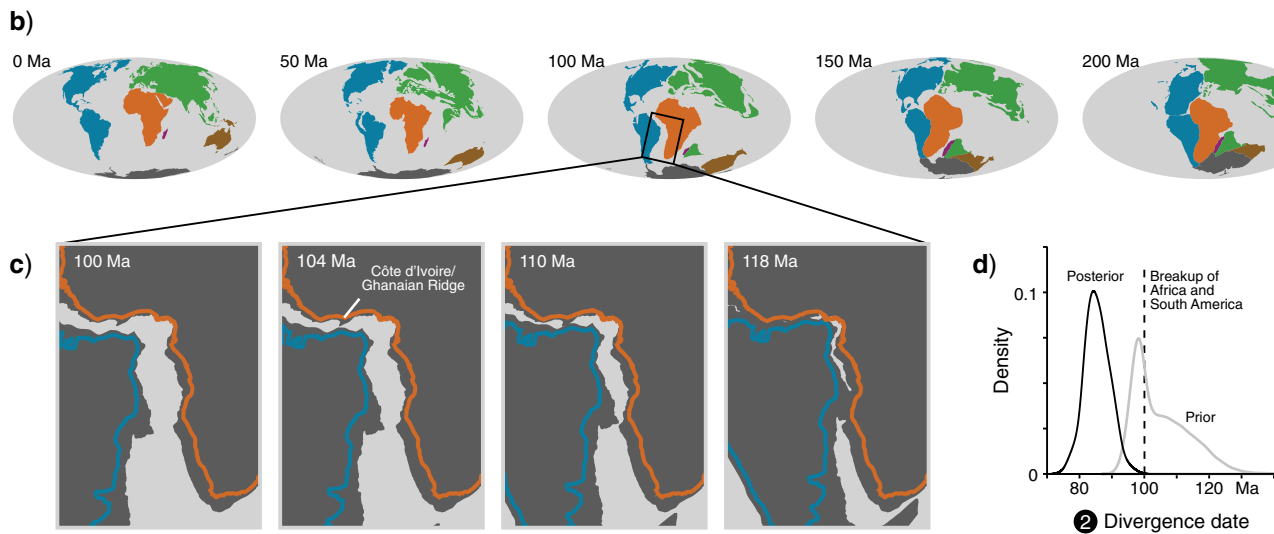 b)
0 Ma
50 Ma
100 Ma
150 Ma
200 Ma
c)
100 Ma
104 Ma
Côte d'Ivoire/
Ghanaian Ridge
110 Ma
118 Ma
d)
Posterior
Breakup of
Africa and
South America
0.1
Density
Prior
0
80
100
120
Ma
2 Divergence date